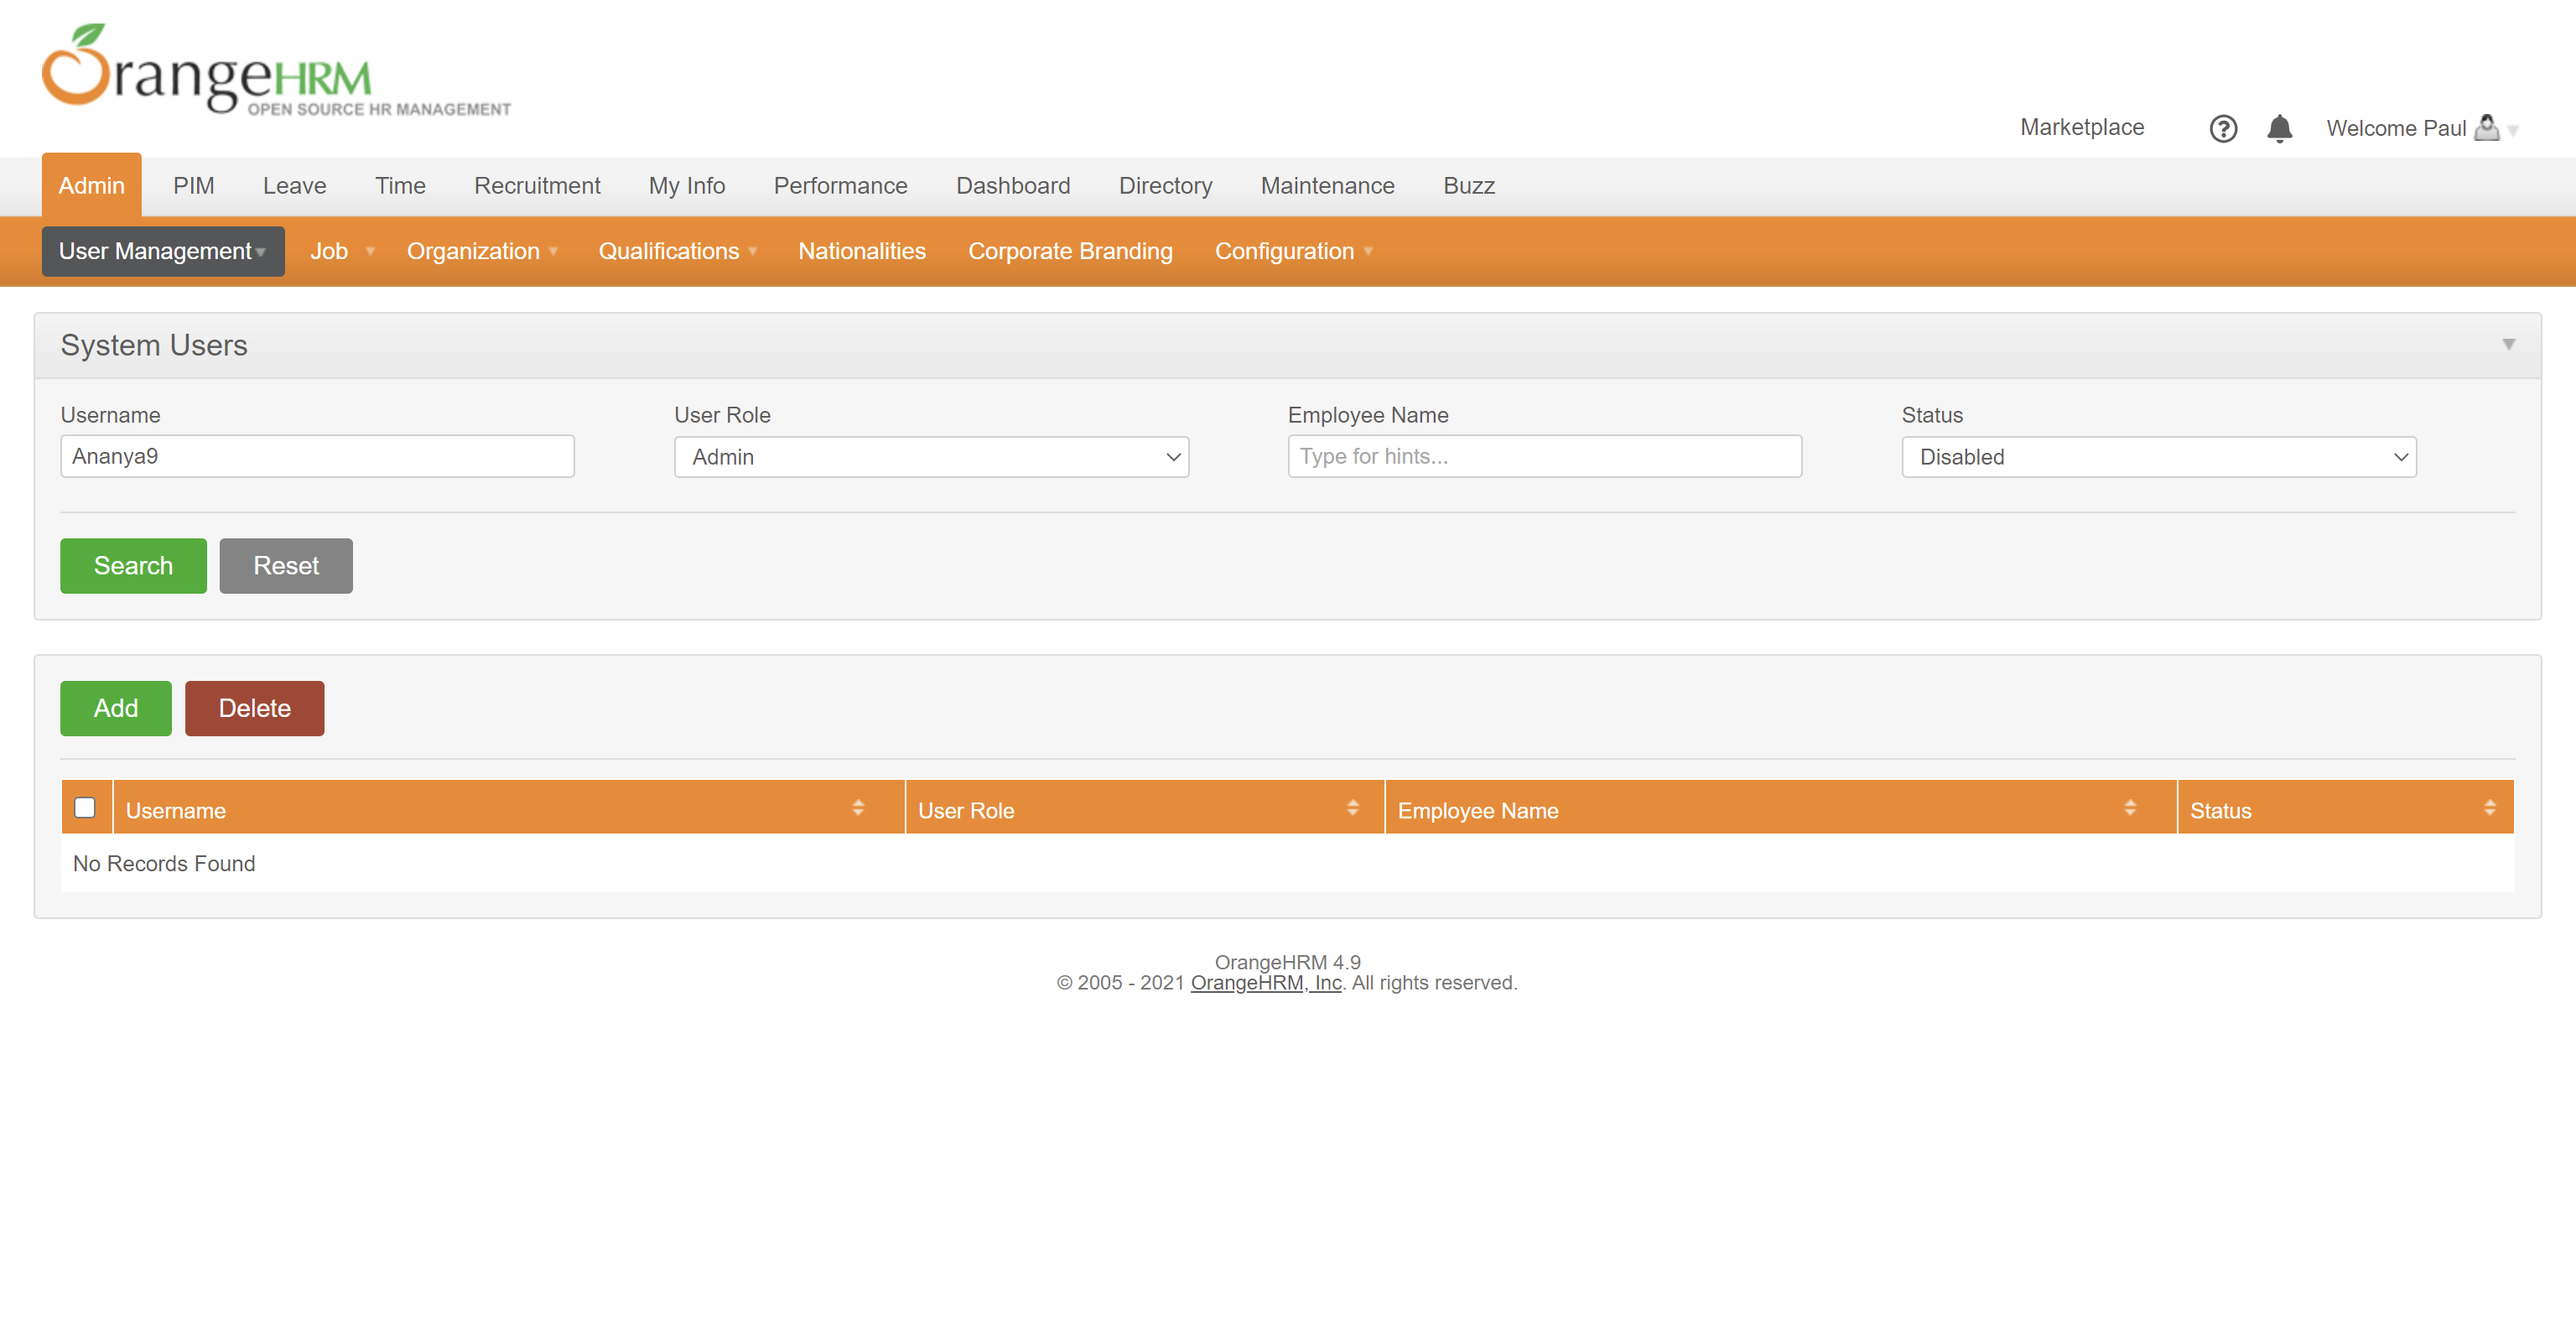 OrangeHRM
OPEN SOURCE HR MANAGEMENT
Marketplace ? Welcome Paul
Admin PIM Leave Time Recruitment My Info Performance Dashboard Directory Maintenance Buzz
User Management Job Organization Qualifications Nationalities Corporate Branding Configuration
System Users
Username User Role Employee Name Status
Ananya9 Admin Type for hints... Disabled
Search Reset
Add Delete
Username User Role Employee Name Status
No Records Found
OrangeHRM 4.9
© 2005 - 2021 OrangeHRM, Inc. All rights reserved.